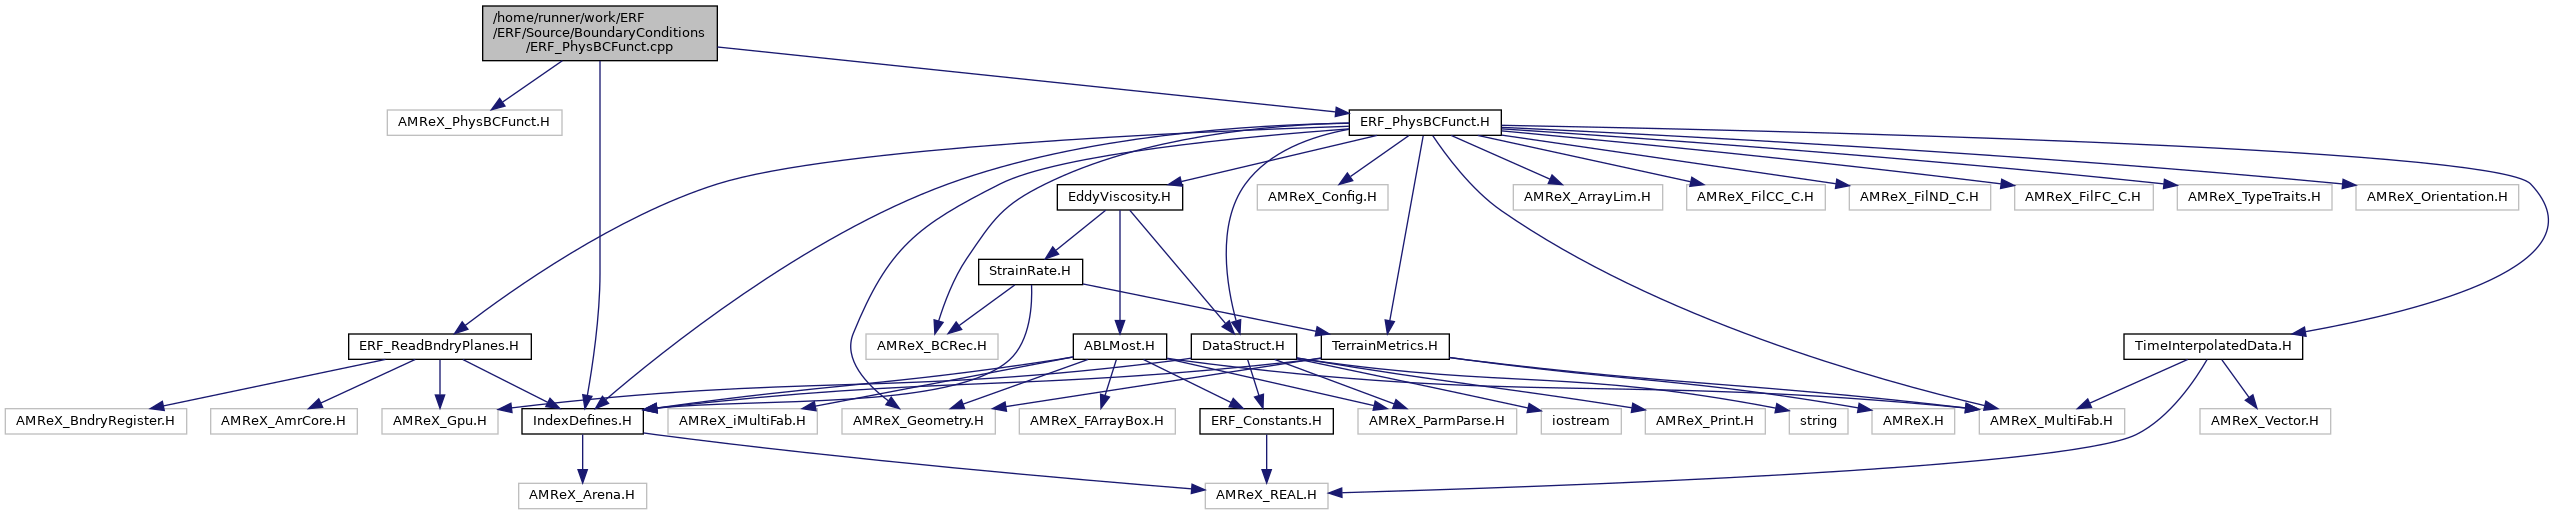 /home/runner/work/ERF
/ERF/Source/BoundaryConditions
/ERF_PhysBCFunct.cpp
AMReX_PhysBCFunct.H
ERF_PhysBCFunct.H
EddyViscosity.H
AMReX_Config.H
AMReX_ArrayLim.H
AMReX_FilCC_C.H
AMReX_FilND_C.H
AMReX_FilFC_C.H
AMReX_TypeTraits.H
AMReX_Orientation.H
StrainRate.H
ERF_ReadBndryPlanes.H
AMReX_BCRec.H
ABLMost.H
DataStruct.H
TerrainMetrics.H
TimeInterpolatedData.H
AMReX_BndryRegister.H
AMReX_AmrCore.H
AMReX_Gpu.H
IndexDefines.H
AMReX_iMultiFab.H
AMReX_Geometry.H
AMReX_FArrayBox.H
ERF_Constants.H
AMReX_ParmParse.H
iostream
AMReX_Print.H
string
AMReX.H
AMReX_MultiFab.H
AMReX_Vector.H
AMReX_Arena.H
AMReX_REAL.H